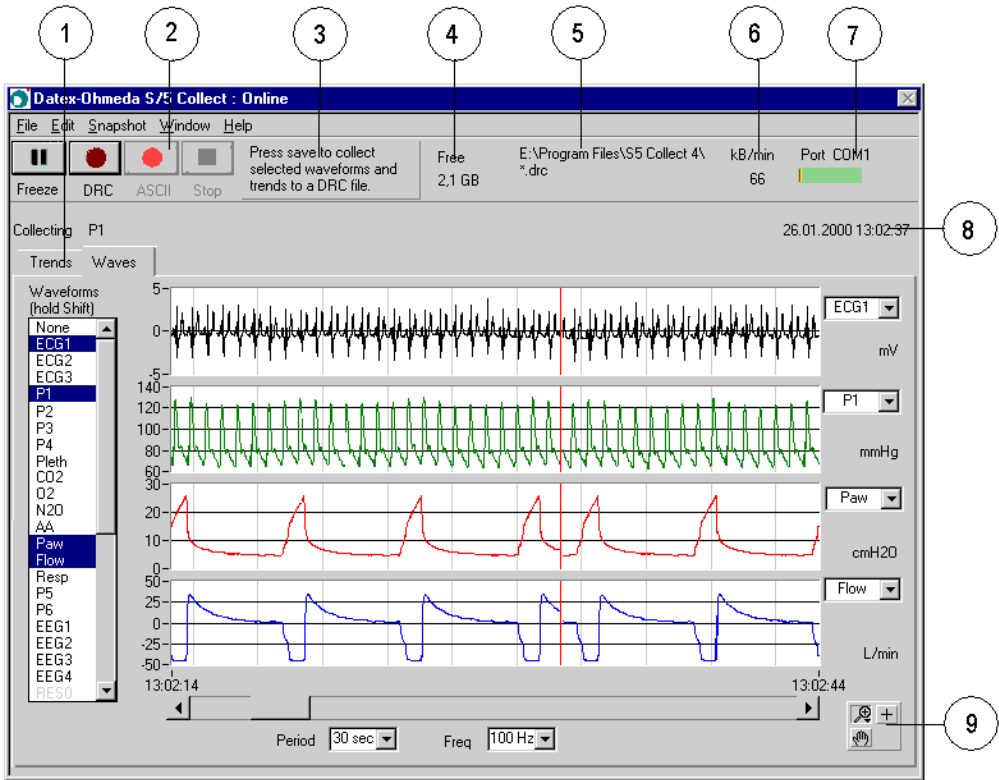 1 2 3 4 5 6 7
Datex-Ohmeda S/5 Collect : Online
File Edit Snapshot Window Help
Freeze DRC ASCII Stop
Press save to collect
selected waveforms and
trends to a DRC file.
Free
2,1 GB
E:\Program Files\S5 Collect 4\
*.drc
kB/min
66
Port COM1
Collecting P1
26.01.2000 13:02:37
8
Trends Waves
Waveforms
(hold Shift)
None
ECG1
ECG2
ECG3
P1
P2
P3
P4
Pleth
CO2
O2
N2O
AA
Paw
Flow
Resp
P5
P6
EEG1
EEG2
EEG3
EEG4
RESO
5
0
-5
ECG1
mV
140
120
100
80
60
P1
mmHg
30
20
10
0
Paw
cmH2O
50
25
0
-25
-50
Flow
L/min
13:02:14 13:02:44
Period 30 sec Freq 100 Hz
9